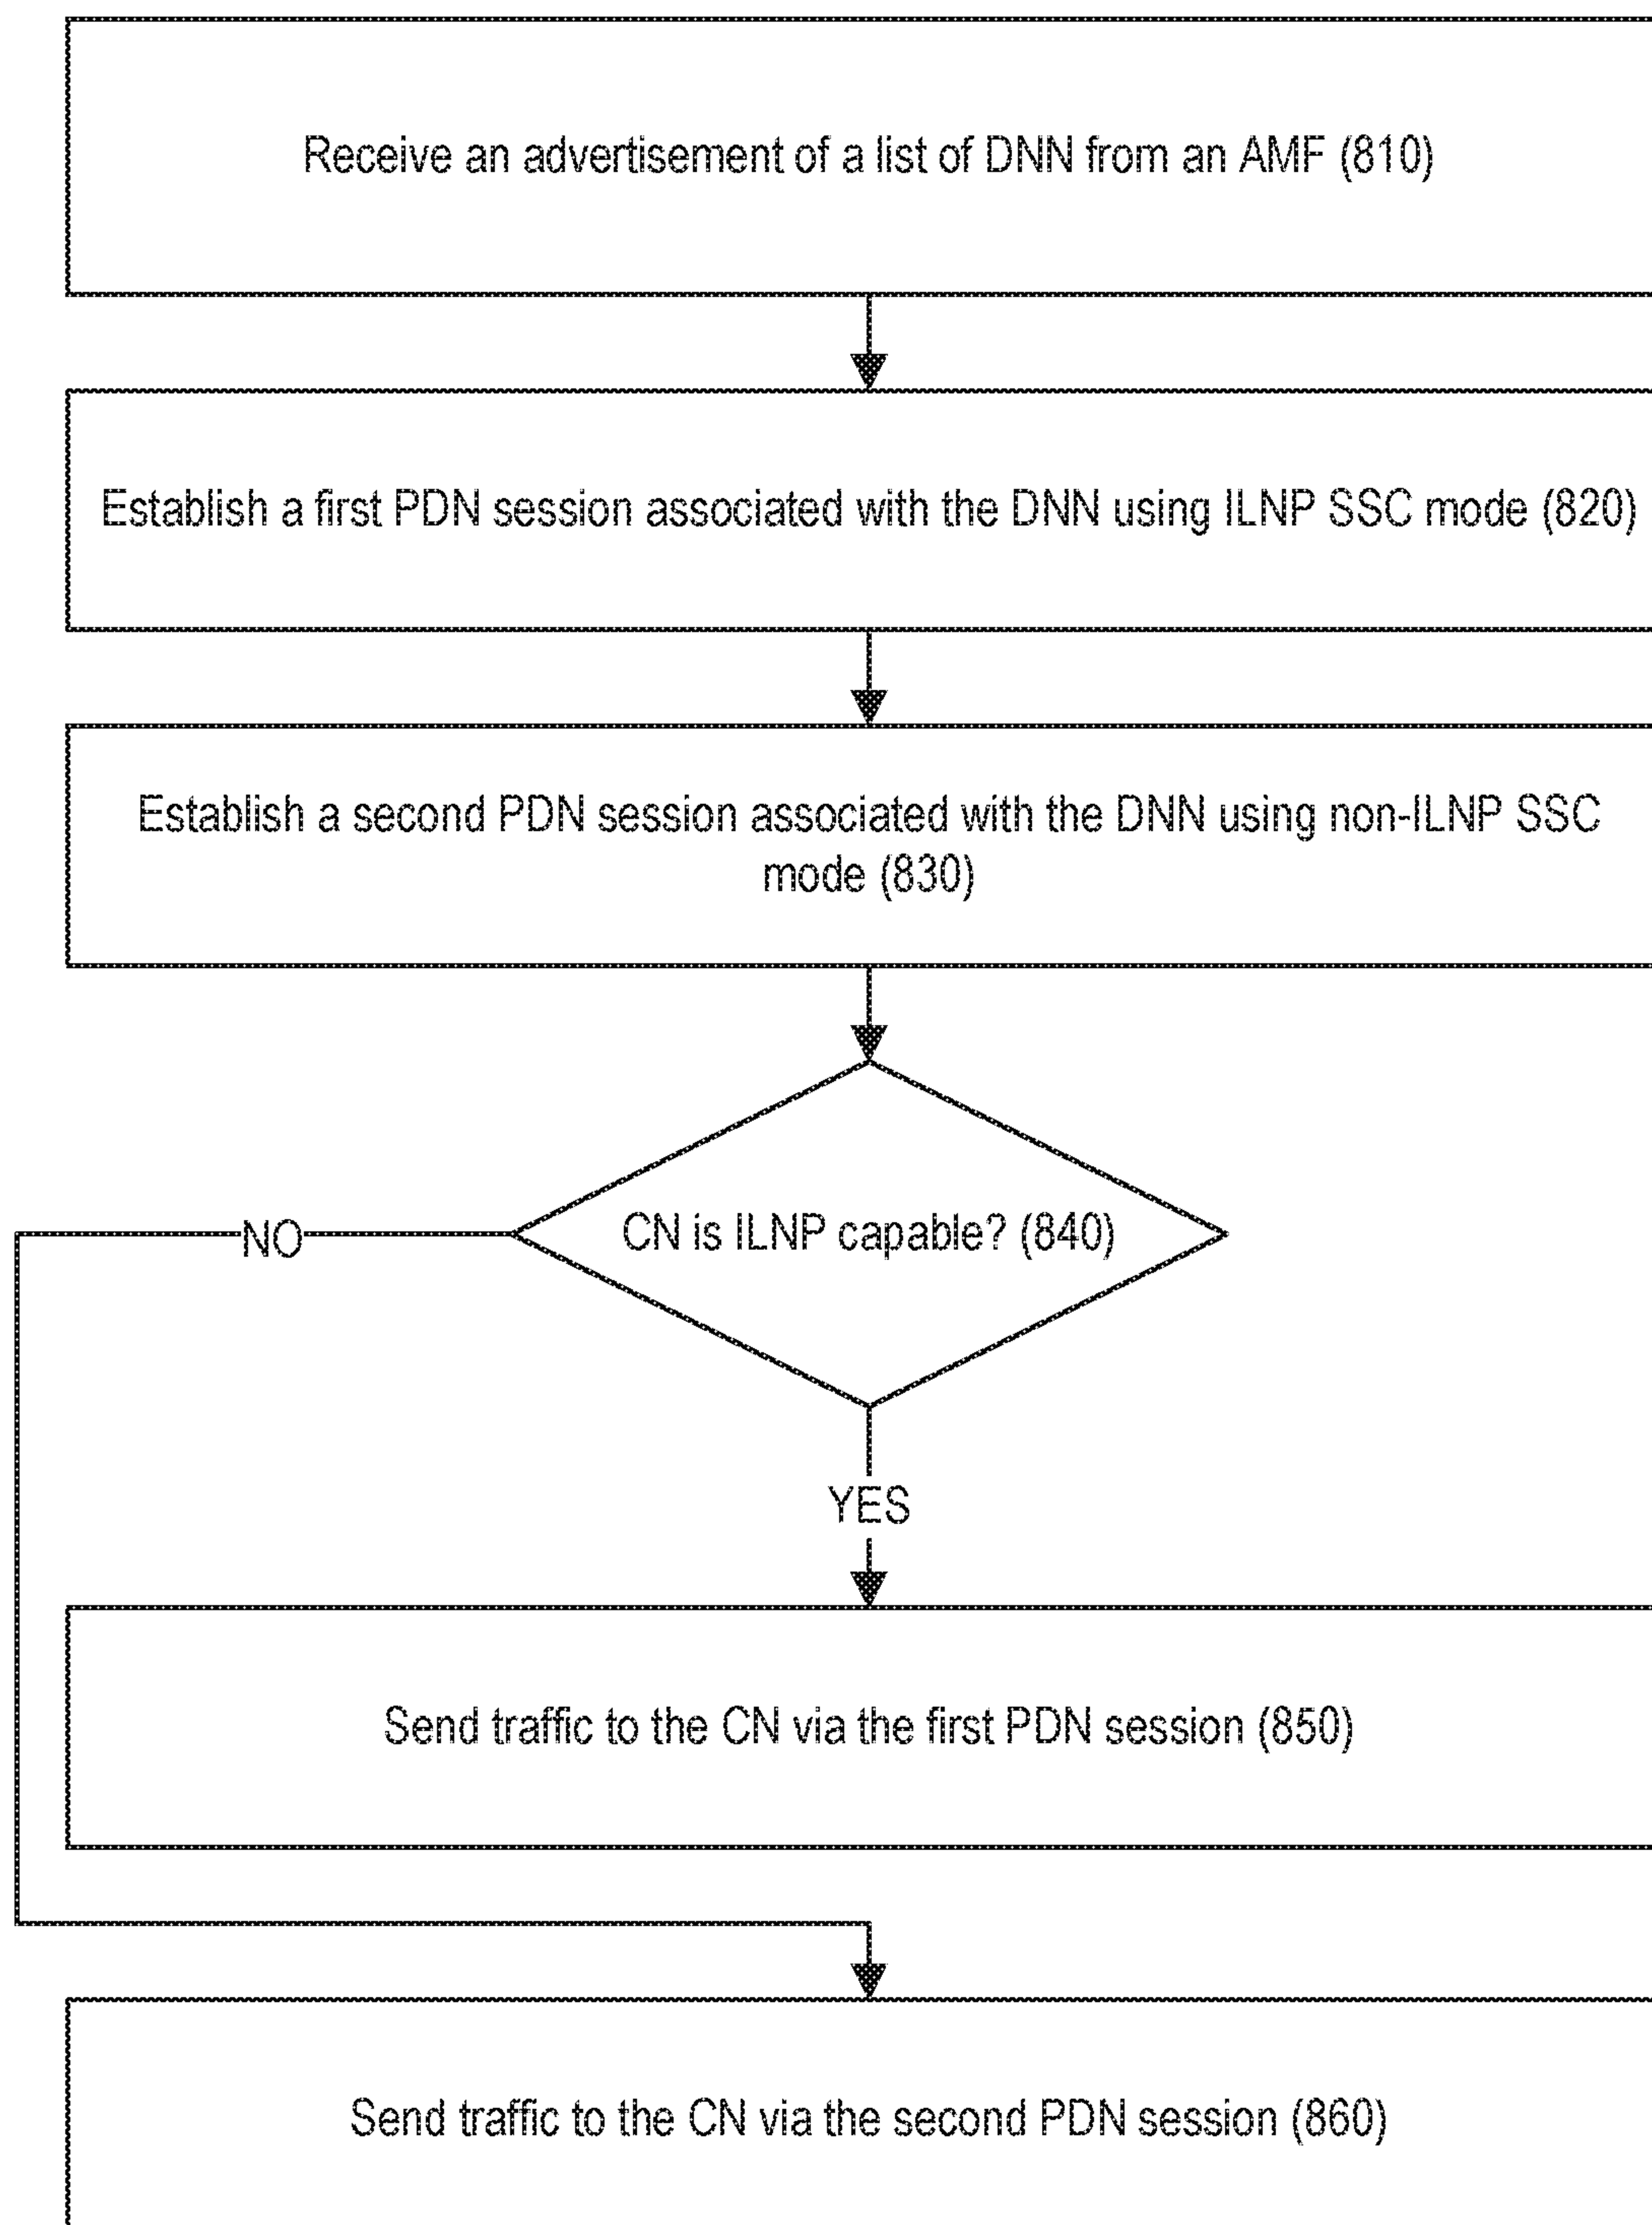 Receive an advertisement of a list of DNN from an AMF (810)
Establish a first PDN session associated with the DNN using ILNP SSC mode (820)
Establish a second PDN session associated with the DNN using non-ILNP SSC
mode (830)
CN is ILNP capable? (840)
NO
YES
Send traffic to the CN via the first PDN session (850)
Send traffic to the CN via the second PDN session (860)